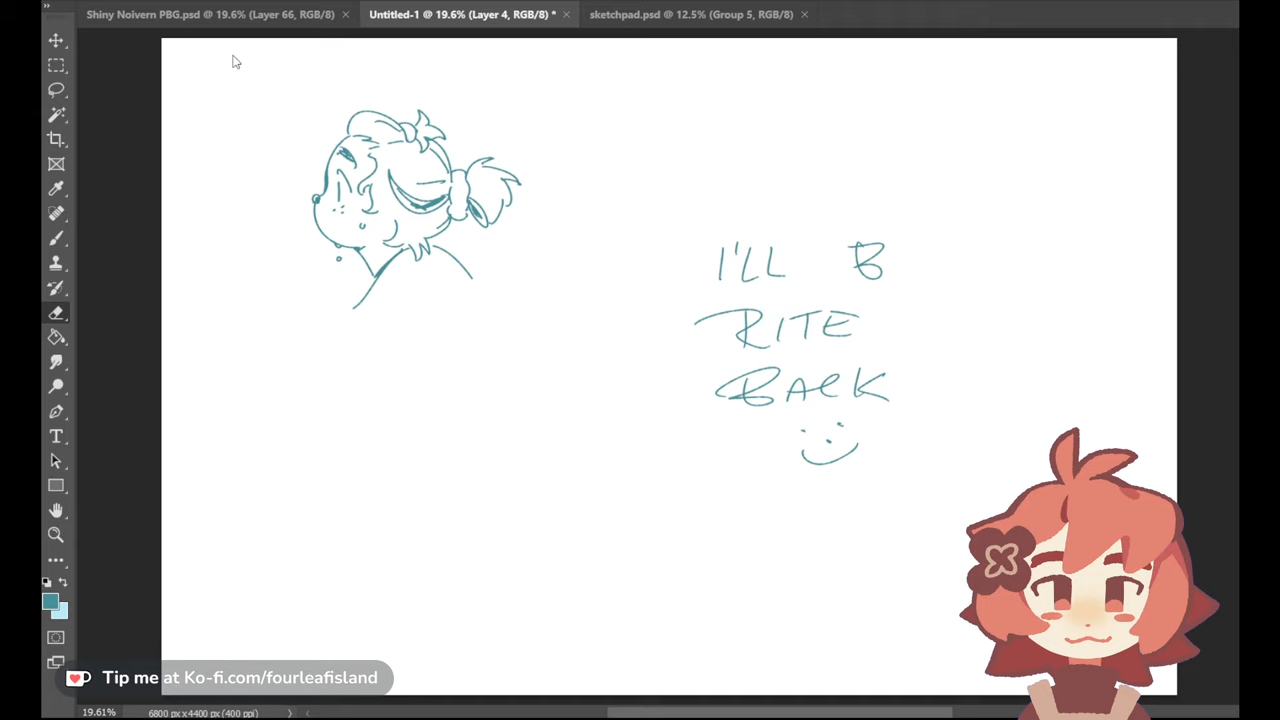 Shiny Noivern PBG.psd @ 19.6% (Layer 66, RGB/8) × Untitled-1 @ 19.6% (Layer 4, RGB/8) * × sketchpad.psd @ 12.5% (Group 5, RGB/8) ×
I'LL B
RITE
BACK
Tip me at Ko-fi.com/fourleafisland
19.61% 6800 px x 4400 px (400 ppi)